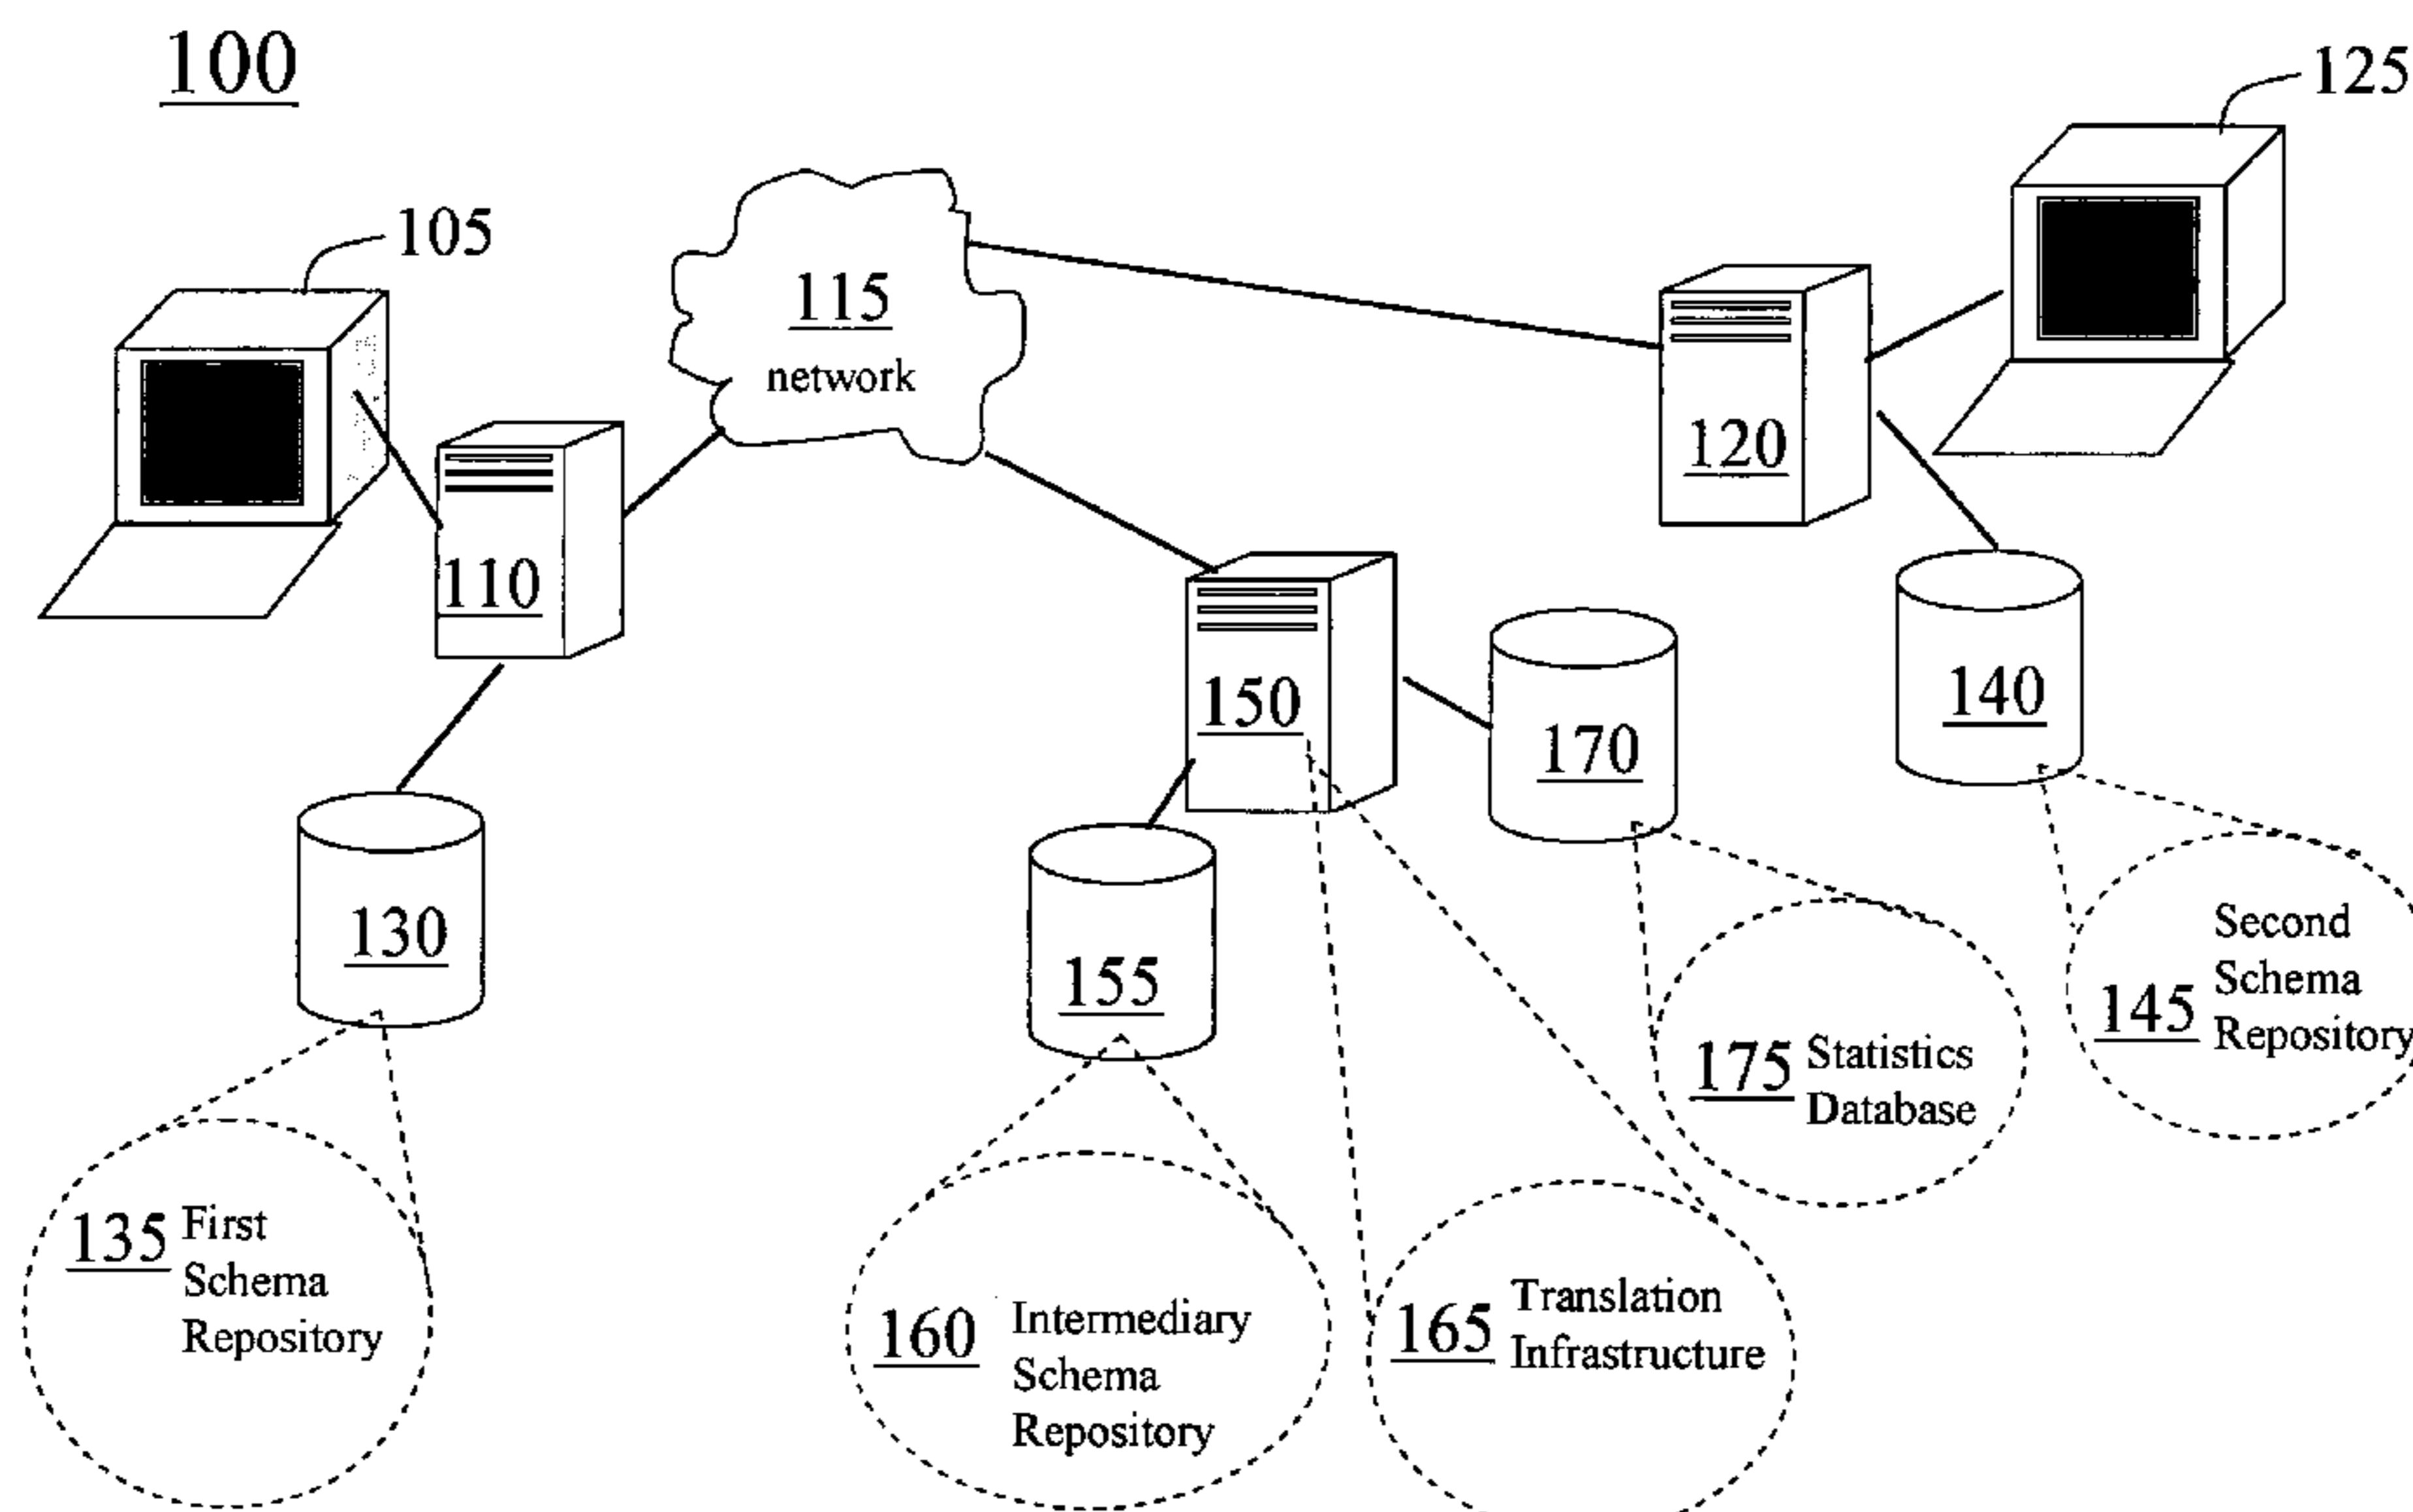 100
125
105
115
network
120
110
150
140
170
130
155
Second
Schema
145 Repository
175 Statistics
Database
135 First
Schema
Repository
160 Intermediary
Schema
Repository
165 Translation
Infrastructure